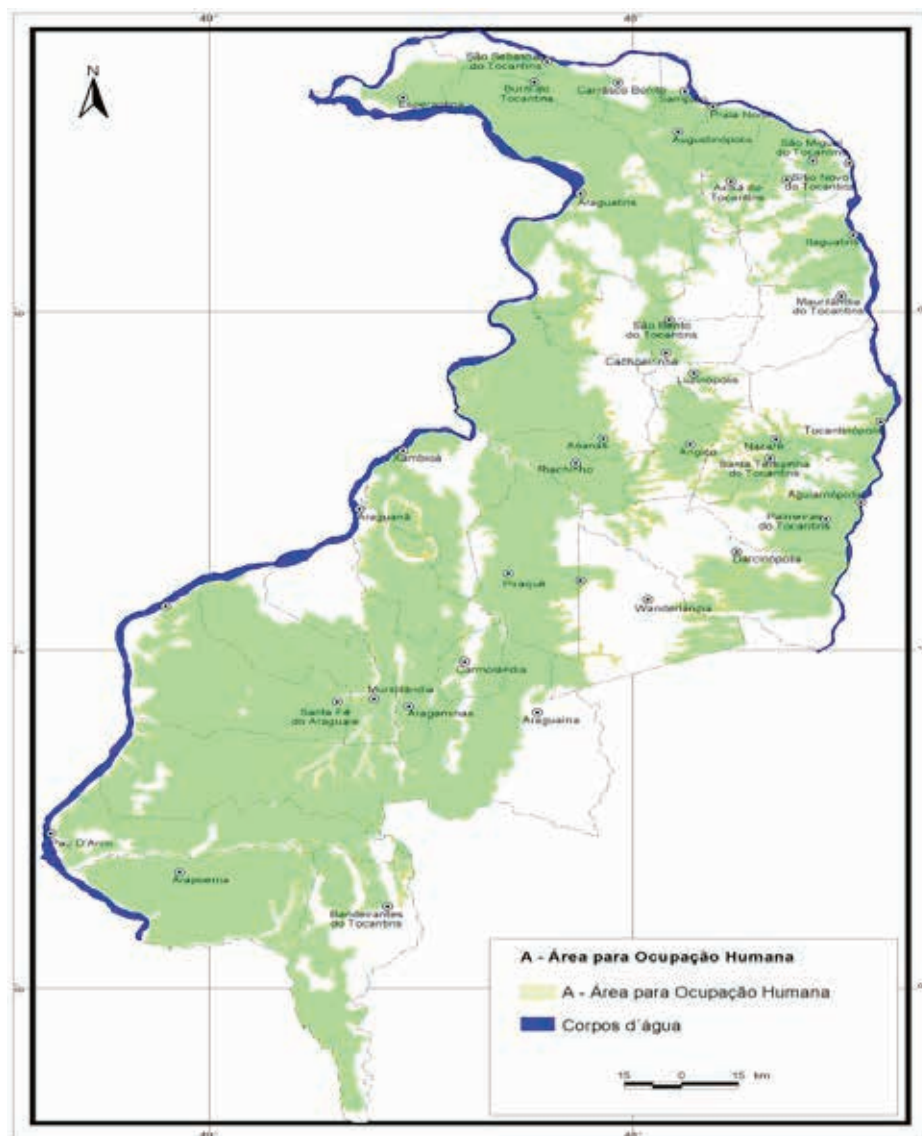 N
São Sebastião
do Tocantins
Buriti do
Tocantins
Carrasco Bonito
Sampaio
Esperantina
Praia Norte
Augustinópolis
São Miguel
do Tocantins
Sítio Novo
do Tocantins
Axixá do
Tocantins
Araguatins
Itaguatins
Maurilândia
do Tocantins
São Bento
do Tocantins
Cachoeirinha
Luzinópolis
Tocantinópolis
Ananás
Angico
Nazaré
Santa Terezinha
do Tocantins
Xambioá
Riachinho
Aguiarnópolis
Araguanã
Palmeiras
do Tocantins
Darcinópolis
Piraquê
Wanderlândia
Carmolândia
Muricilândia
Santa Fé
do Araguaia
Aragominas
Araguaína
Pau D'Arco
Arapoema
Bandeirantes
do Tocantins
A - Área para Ocupação Humana
A - Área para Ocupação Humana
Corpos d´água
15 0 15 km